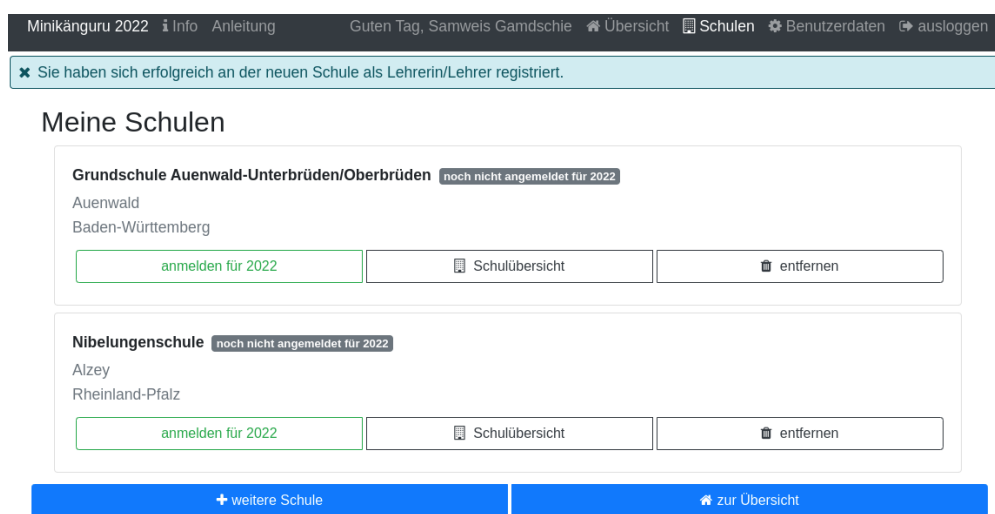 Minikänguru 2022 Info Anleitung Guten Tag, Samweis Gamdschie Übersicht Schulen Benutzerdaten ausloggen
Sie haben sich erfolgreich an der neuen Schule als Lehrerin/Lehrer registriert.
Meine Schulen
Grundschule Auenwald-Unterbrüden/Oberbrüden noch nicht angemeldet für 2022
Auenwald
Baden-Württemberg
anmelden für 2022 Schulübersicht entfernen
Nibelungenschule noch nicht angemeldet für 2022
Alzey
Rheinland-Pfalz
anmelden für 2022 Schulübersicht entfernen
weitere Schule zur Übersicht